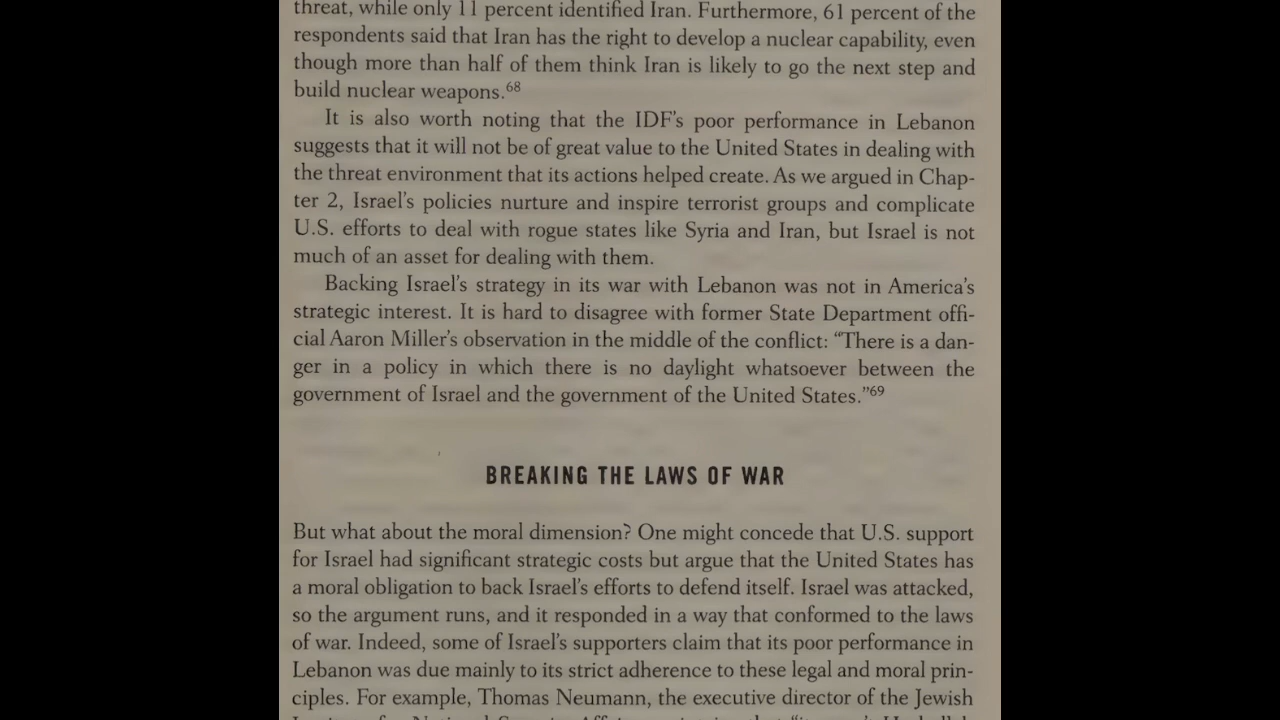 threat, while only 11 percent identified Iran. Furthermore, 61 percent of the
respondents said that Iran has the right to develop a nuclear capability, even
though more than half of them think Iran is likely to go the next step and
build nuclear weapons.68
It is also worth noting that the IDF's poor performance in Lebanon
suggests that it will not be of great value to the United States in dealing with
the threat environment that its actions helped create. As we argued in Chap-
ter 2, Israel's policies nurture and inspire terrorist groups and complicate
U.S. efforts to deal with rogue states like Syria and Iran, but Israel is not
much of an asset for dealing with them.
Backing Israel's strategy in its war with Lebanon was not in America's
strategic interest. It is hard to disagree with former State Department offi-
cial Aaron Miller's observation in the middle of the conflict: “There is a dan-
ger in a policy in which there is no daylight whatsoever between the
government of Israel and the government of the United States.”69
BREAKING THE LAWS OF WAR
But what about the moral dimension? One might concede that U.S. support
for Israel had significant strategic costs but argue that the United States has
a moral obligation to back Israel's efforts to defend itself. Israel was attacked,
so the argument runs, and it responded in a way that conformed to the laws
of war. Indeed, some of Israel's supporters claim that its poor performance in
Lebanon was due mainly to its strict adherence to these legal and moral prin-
ciples. For example, Thomas Neumann, the executive director of the Jewish